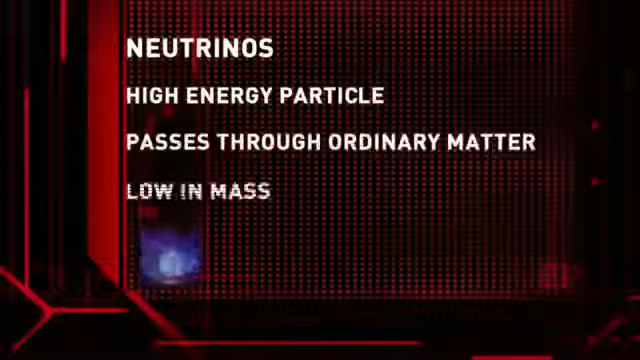 NEUTRINOS
HIGH ENERGY PARTICLE
PASSES THROUGH ORDINARY MATTER
LOW IN MASS